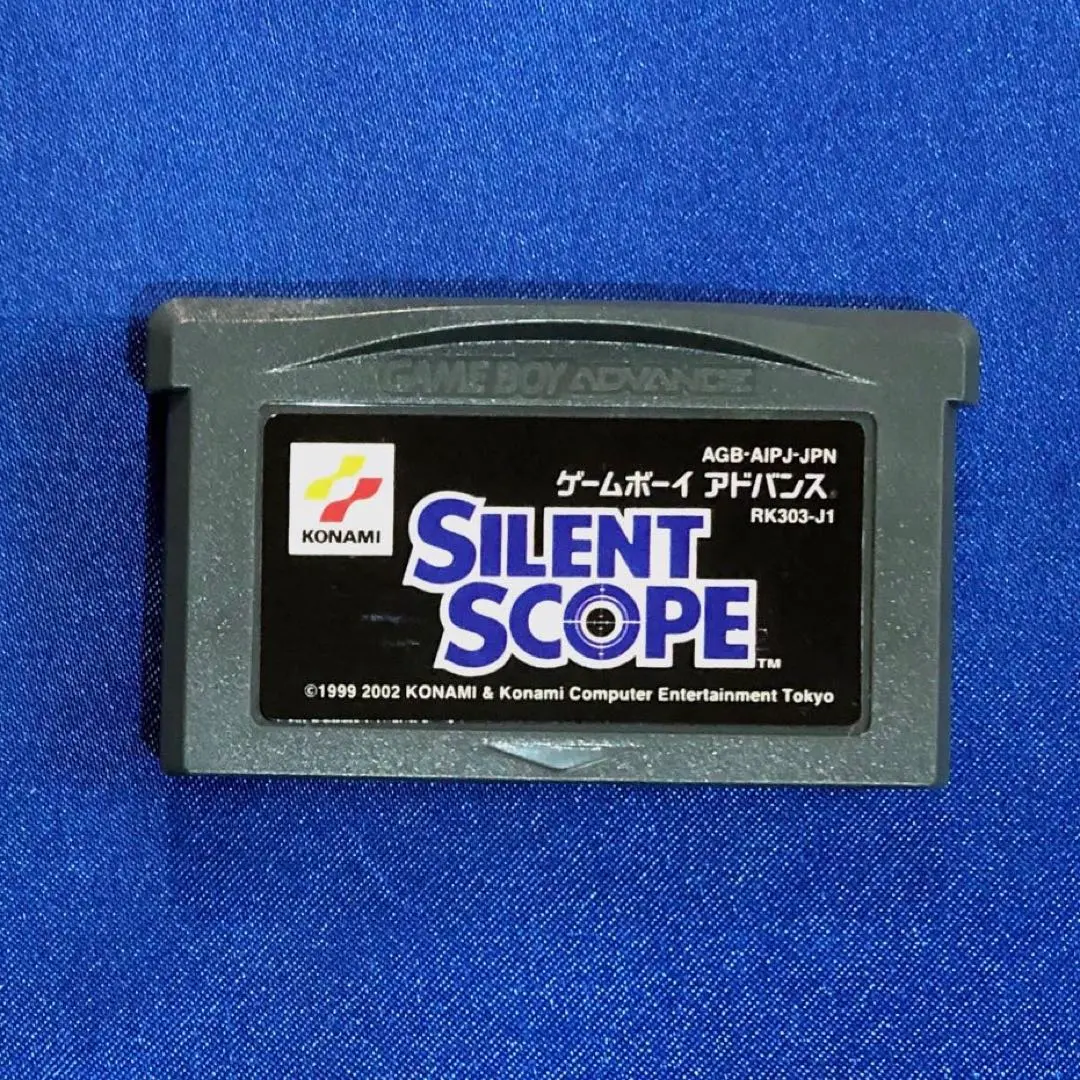 GAME BOY ADVANCE
AGB-AIPJ-JPN
ゲームボーイ アドバンス
RK303-J1
KONAMI
SILENT
SCOPE
TM
©1999 2002 KONAMI & Konami Computer Entertainment Tokyo